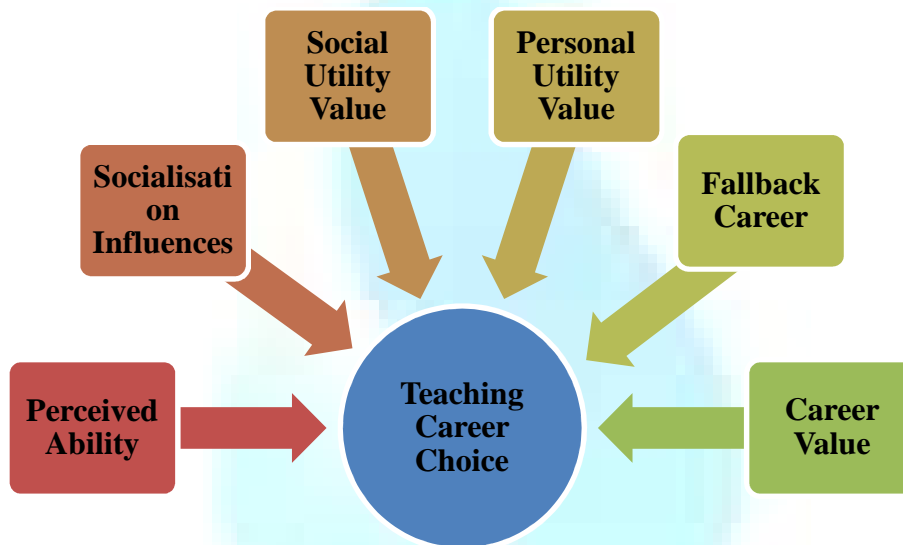 Social
Utility
Value
Personal
Utility
Value
Socialisati
on
Influences
Fallback
Career
Perceived
Ability
Teaching
Career
Choice
Career
Value